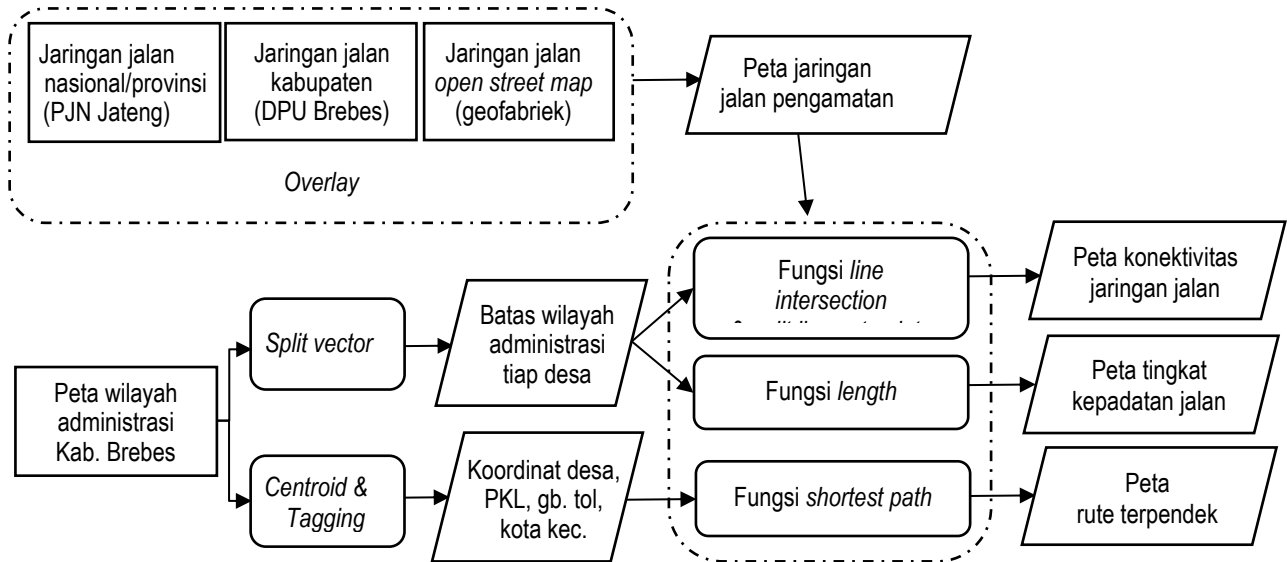 Jaringan jalan
nasional/provinsi
(PJN Jateng)
Jaringan jalan
kabupaten
(DPU Brebes)
Jaringan jalan
open street map
(geofabriek)
Overlay
Peta jaringan
jalan pengamatan
Peta wilayah
administrasi
Kab. Brebes
Split vector
Centroid &
Tagging
Batas wilayah
administrasi
tiap desa
Koordinat desa,
PKL, gb. tol,
kota kec.
Fungsi line
intersection
Fungsi length
Fungsi shortest path
Peta konektivitas
jaringan jalan
Peta tingkat
kepadatan jalan
Peta
rute terpendek